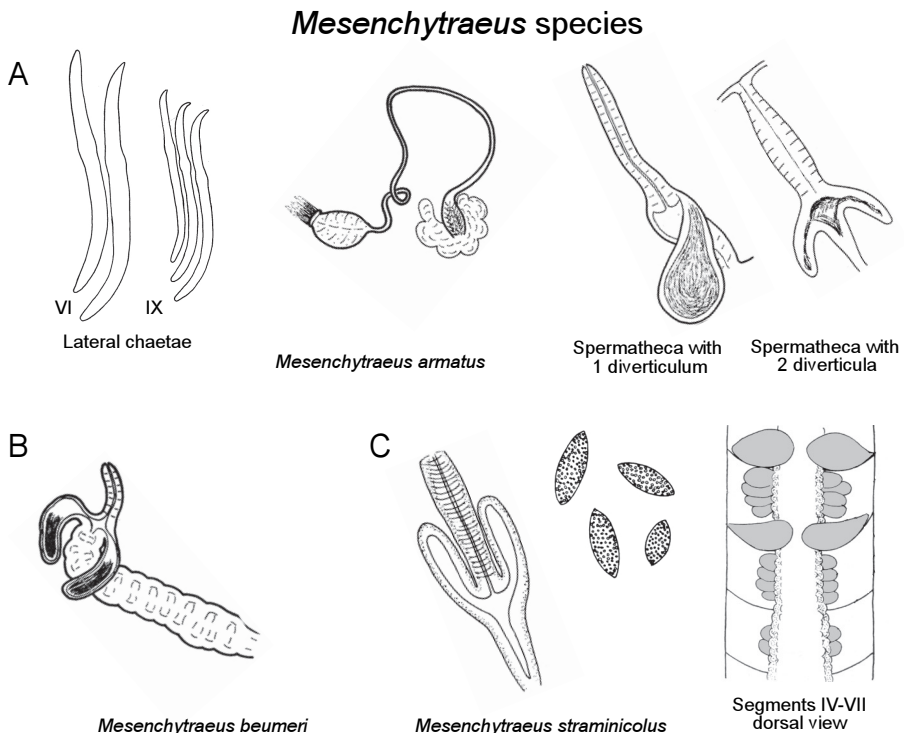 Mesenchytraeus species
A
VI
IX
Lateral chaetae
Mesenchytraeus armatus
Spermatheca with
1 diverticulum
Spermatheca with
2 diverticula
B
Mesenchytraeus beumeri
C
Mesenchytraeus straminicolus
Segments IV-VII
dorsal view